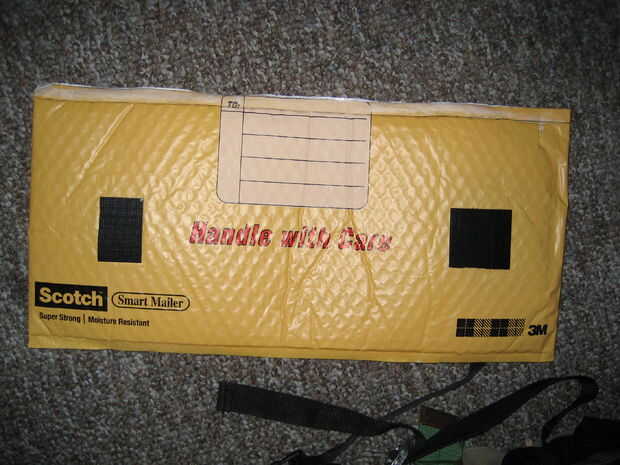 TO:
Handle with Care
Scotch Smart Mailer
Super Strong | Moisture Resistant
3M